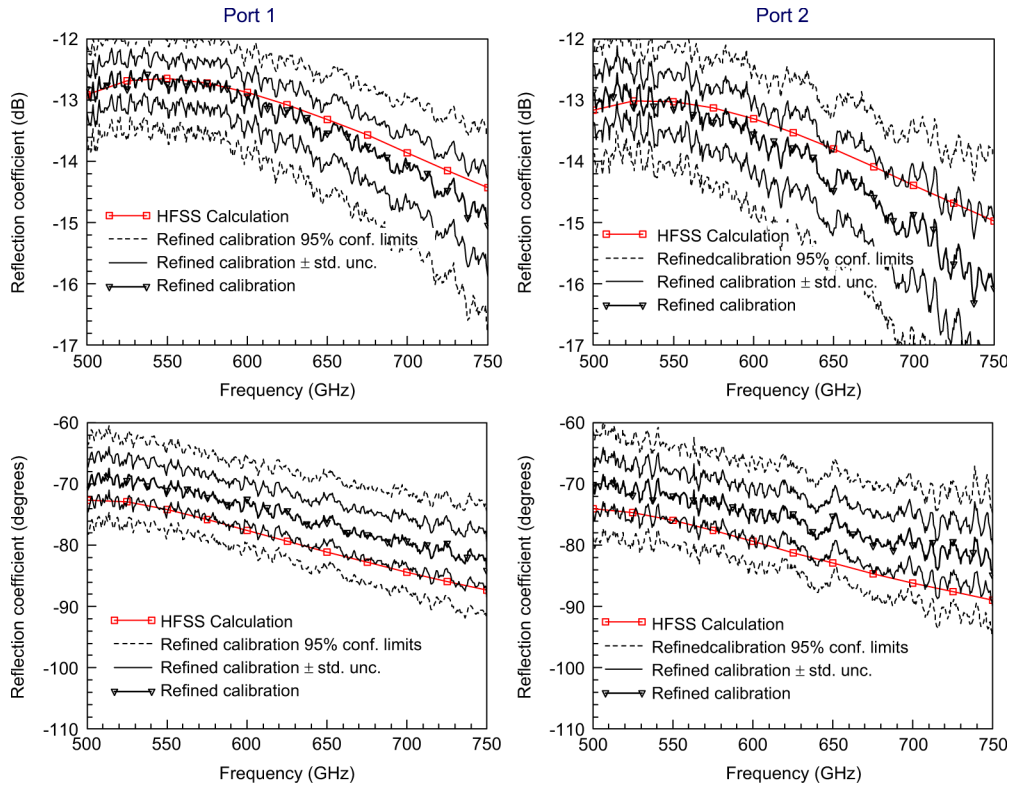 Port 1
Port 2
-12
-13
-14
-15
-16
-17
Reflection coefficient (dB)
HFSS Calculation
Refined calibration 95% conf. limits
Refined calibration ± std. unc.
Refined calibration
500 550 600 650 700 750
Frequency (GHz)
-12
-13
-14
-15
-16
-17
Reflection coefficient (dB)
HFSS Calculation
Refinedcalibration 95% conf. limits
Refined calibration ± std. unc.
Refined calibration
500 550 600 650 700 750
Frequency (GHz)
-60
-70
-80
-90
-100
-110
Reflection coefficient (degrees)
HFSS Calculation
Refined calibration 95% conf. limits
Refined calibration ± std. unc.
Refined calibration
500 550 600 650 700 750
Frequency (GHz)
-60
-70
-80
-90
-100
-110
Reflection coefficient (degrees)
HFSS Calculation
Refinedcalibration 95% conf. limits
Refined calibration ± std. unc.
Refined calibration
500 550 600 650 700 750
Frequency (GHz)